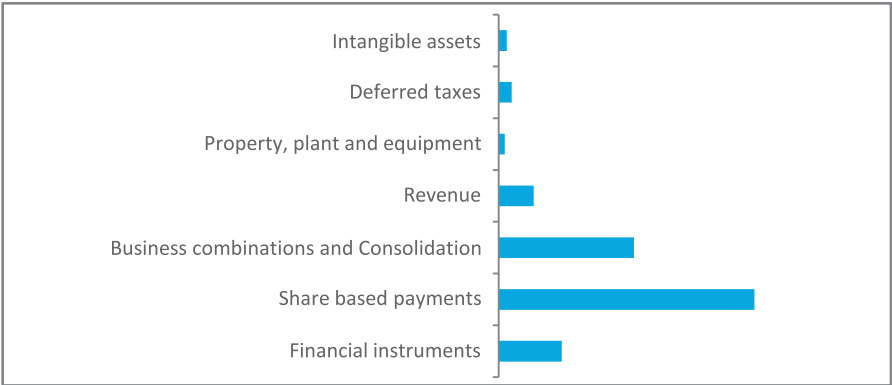 Intangible assets
Deferred taxes
Property, plant and equipment
Revenue
Business combinations and Consolidation
Share based payments
Financial instruments